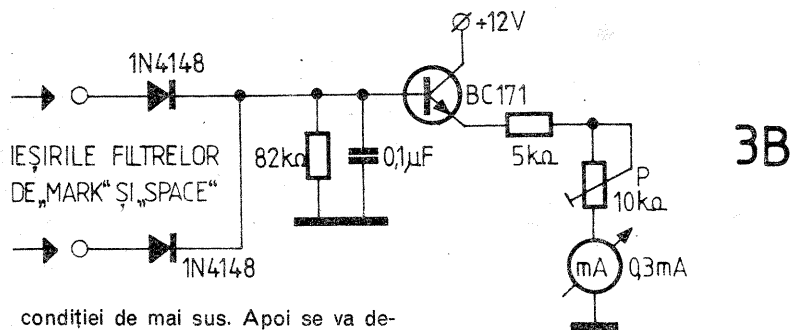 +12V
1N4148
BC171
IEȘIRILE FILTRELOR
DE„MARK“ ȘI„SPACE“
82kΩ
0,1µF
5kΩ
P
10kΩ
3B
mA
0,3mA
1N4148
condiției de mai sus. Apoi se va de-